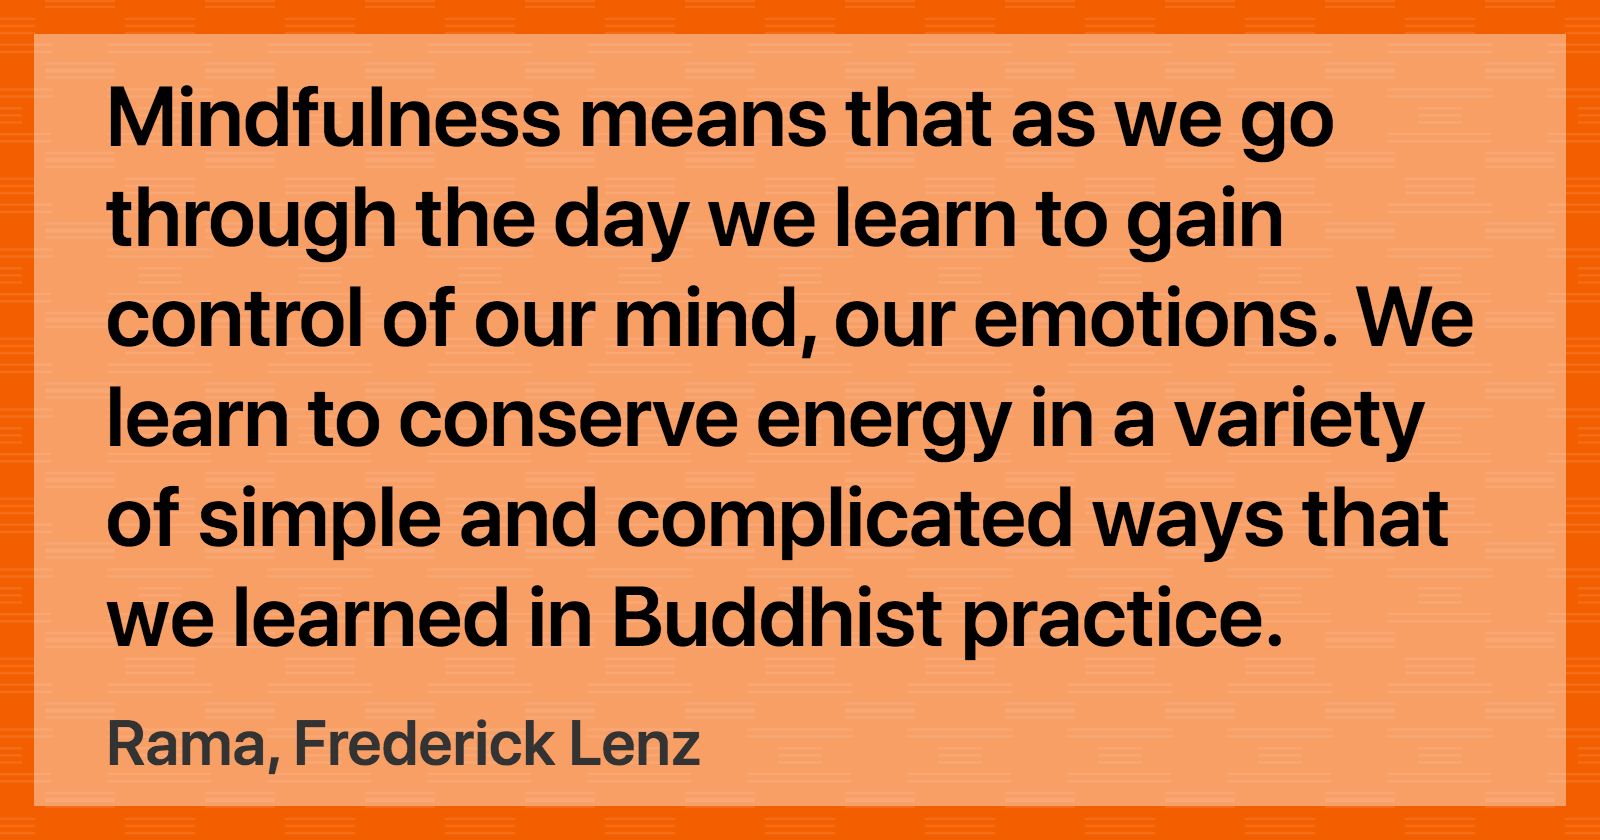 Mindfulness means that as we go
through the day we learn to gain
control of our mind, our emotions. We
learn to conserve energy in a variety
of simple and complicated ways that
we learned in Buddhist practice.
Rama, Frederick Lenz